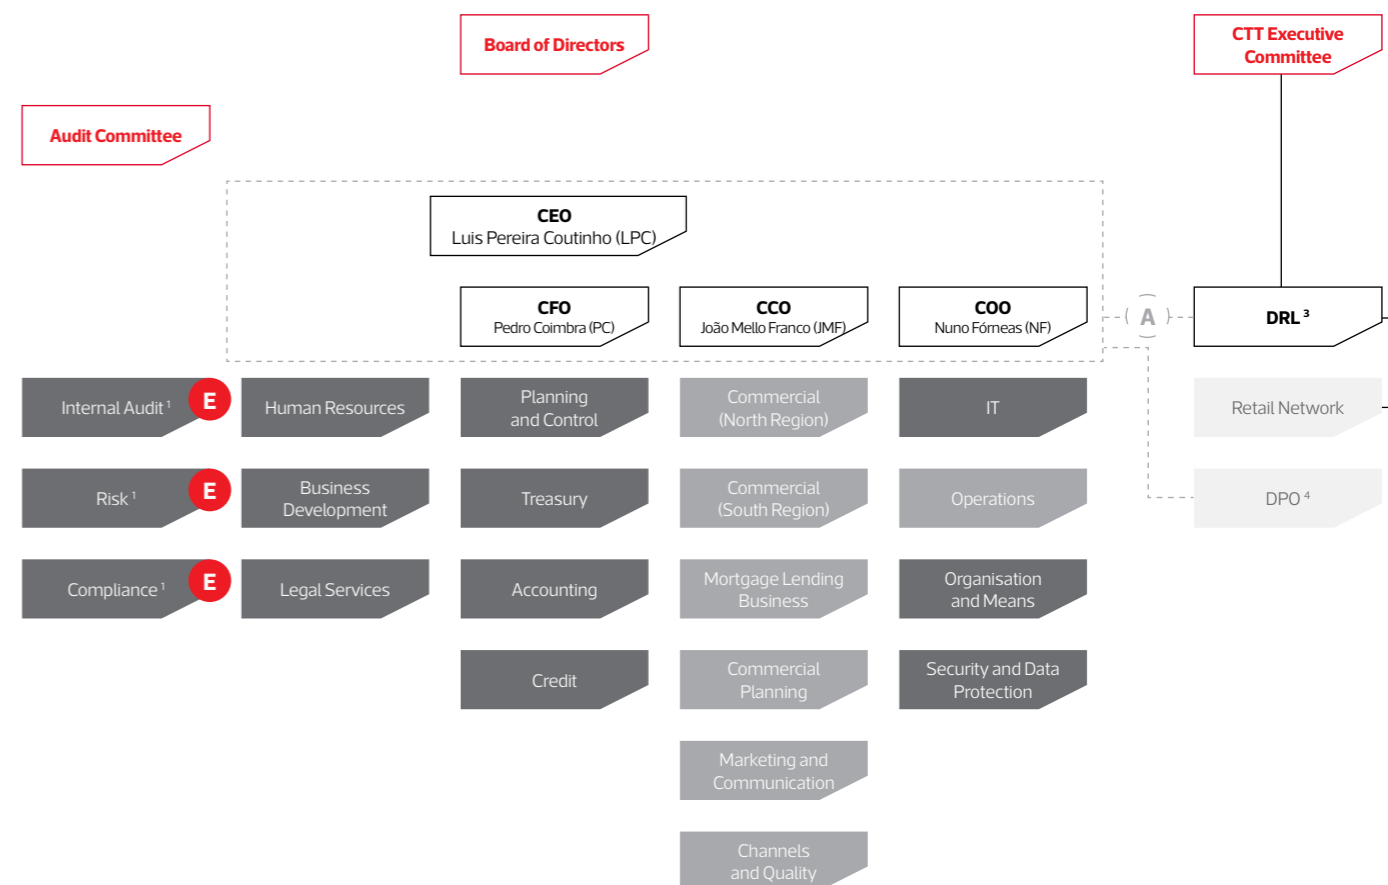 Board of Directors
CTT Executive
Committee
Audit Committee
CEO
Luis Pereira Coutinho (LPC)
CFO
Pedro Coimbra (PC)
CCO
João Mello Franco (JMF)
COO
Nuno Fórneas (NF)
A
DRL ³
Internal Audit ¹
E
Human Resources
Planning
and Control
Commercial
(North Region)
IT
Retail Network
Risk ¹
E
Business
Development
Treasury
Commercial
(South Region)
Operations
DPO ⁴
Compliance ¹
E
Legal Services
Accounting
Mortgage Lending
Business
Organisation
and Means
Credit
Commercial
Planning
Security and Data
Protection
Marketing and
Communication
Channels
and Quality